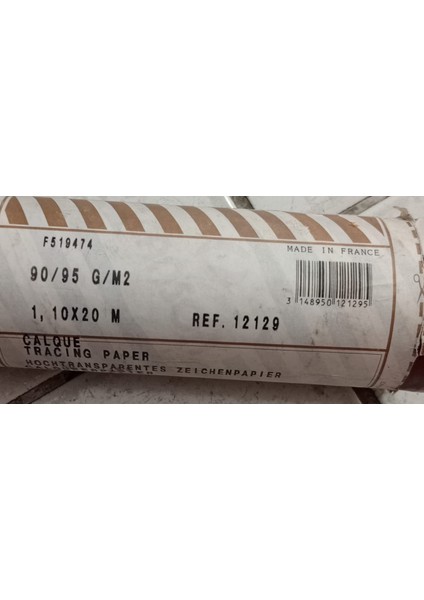 F519474
MADE IN FRANCE
90/95 G/M2
3 148950 121295
1, 10X20 M
REF. 12129
CALQUE
TRACING PAPER
HOCHTRANSPARENTES ZEICHENPAPIER